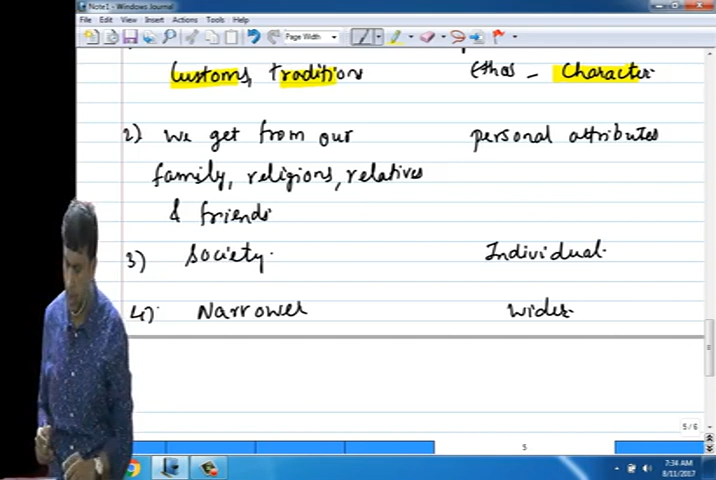 Note1 - Windows Journal
File Edit View Insert Actions Tools Help
Page Width
Customs, traditions Ethos - Character.
2) We get from our personal attributes
family, religions, relatives
& friends
3) Society. Individual.
4) Narrower wider.
5/6
5
7:34 AM
8/11/2017